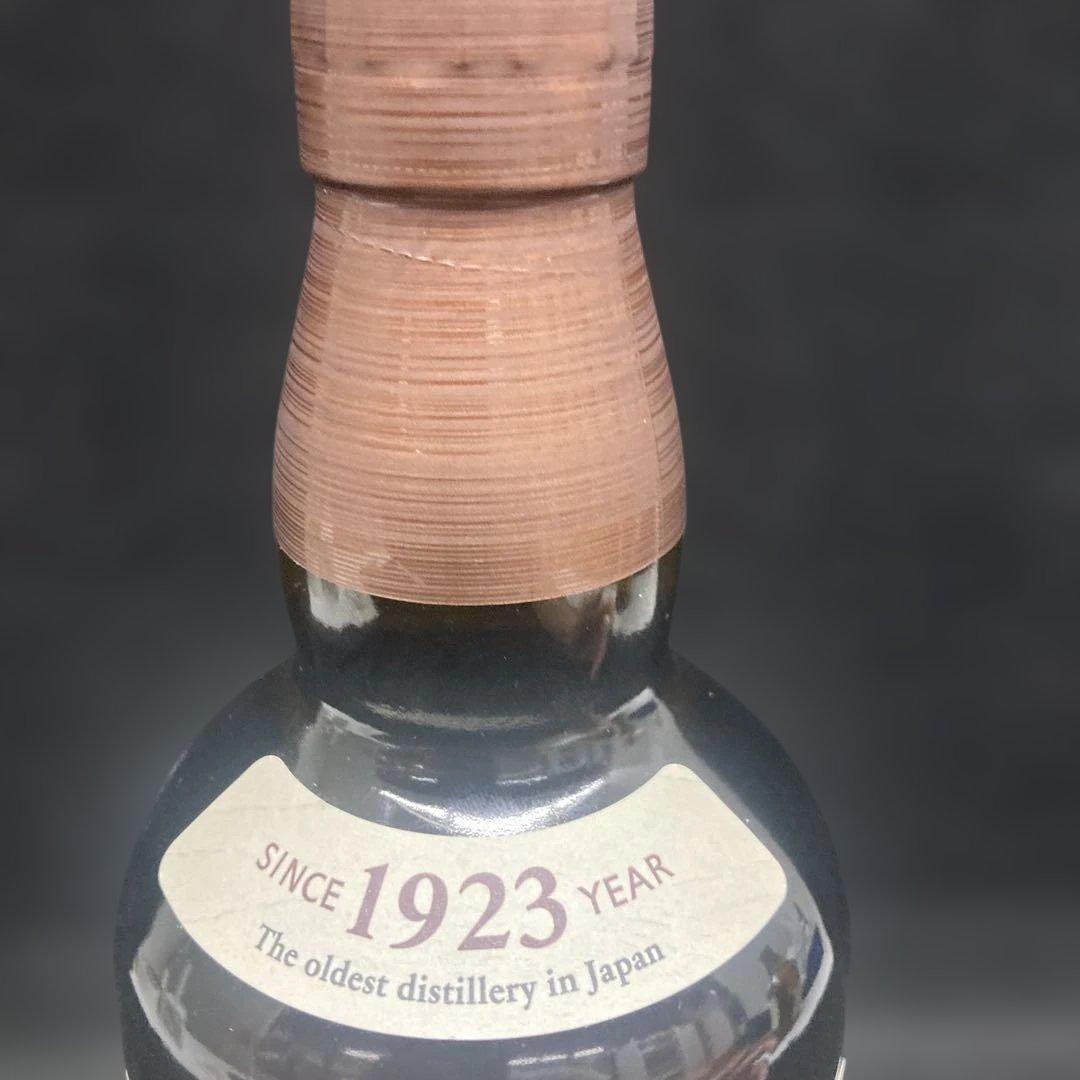 SINCE 1923 YEAR
The oldest distillery in Japan